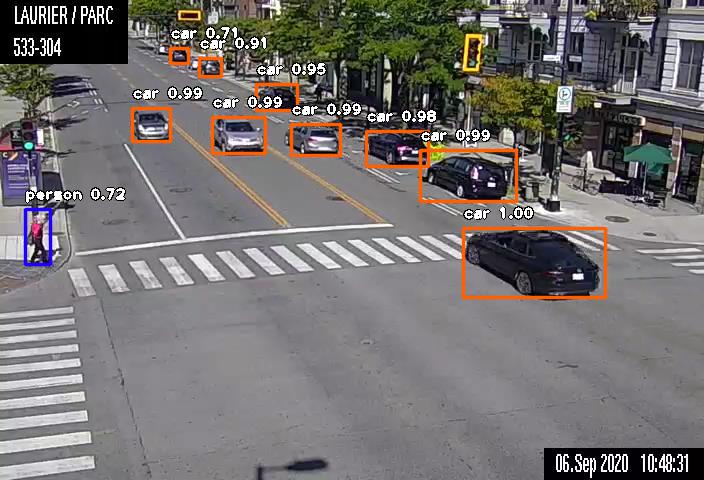 LAURIER / PARC
533-304
car 0.71
car 0.91
car 0.95
car 0.99
car 0.99
car 0.99
car 0.98
car 0.99
person 0.72
car 1.00
06.Sep 2020 10:48:31